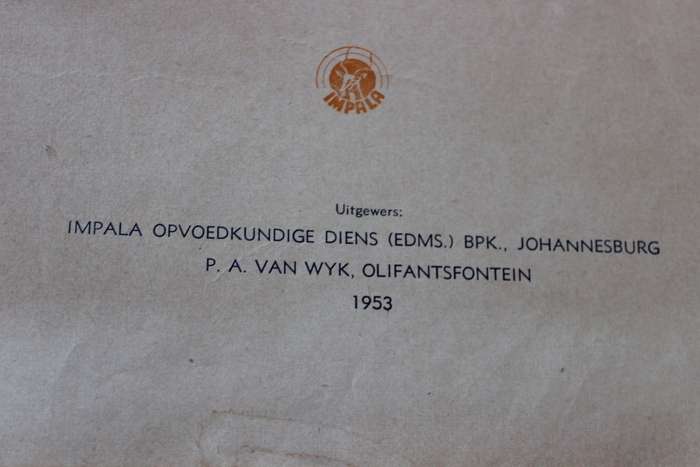 IMPALA
Uitgewers:
IMPALA OPVOEDKUNDIGE DIENS (EDMS.) BPK., JOHANNESBURG
P. A. VAN WYK, OLIFANTSFONTEIN
1953